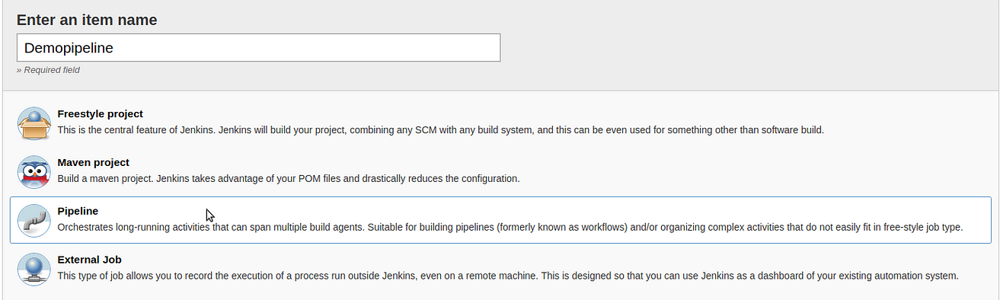 Enter an item name
Demopipeline
» Required field
Freestyle project
This is the central feature of Jenkins. Jenkins will build your project, combining any SCM with any build system, and this can be even used for something other than software build.
Maven project
Build a maven project. Jenkins takes advantage of your POM files and drastically reduces the configuration.
Pipeline
Orchestrates long-running activities that can span multiple build agents. Suitable for building pipelines (formerly known as workflows) and/or organizing complex activities that do not easily fit in free-style job type.
External Job
This type of job allows you to record the execution of a process run outside Jenkins, even on a remote machine. This is designed so that you can use Jenkins as a dashboard of your existing automation system.